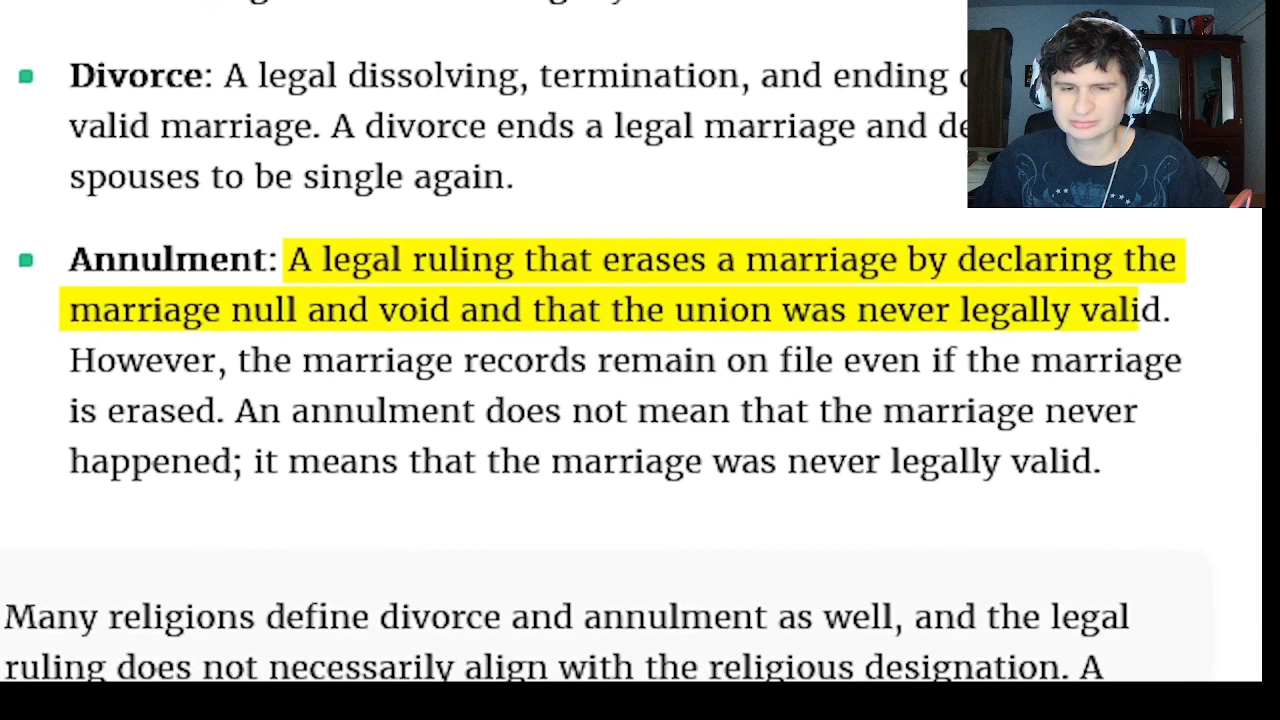 Divorce: A legal dissolving, termination, and ending
valid marriage. A divorce ends a legal marriage and
spouses to be single again.
Annulment: A legal ruling that erases a marriage by declaring the
marriage null and void and that the union was never legally valid.
However, the marriage records remain on file even if the marriage
is erased. An annulment does not mean that the marriage never
happened; it means that the marriage was never legally valid.
Many religions define divorce and annulment as well, and the legal
ruling does not necessarily align with the religious designation. A